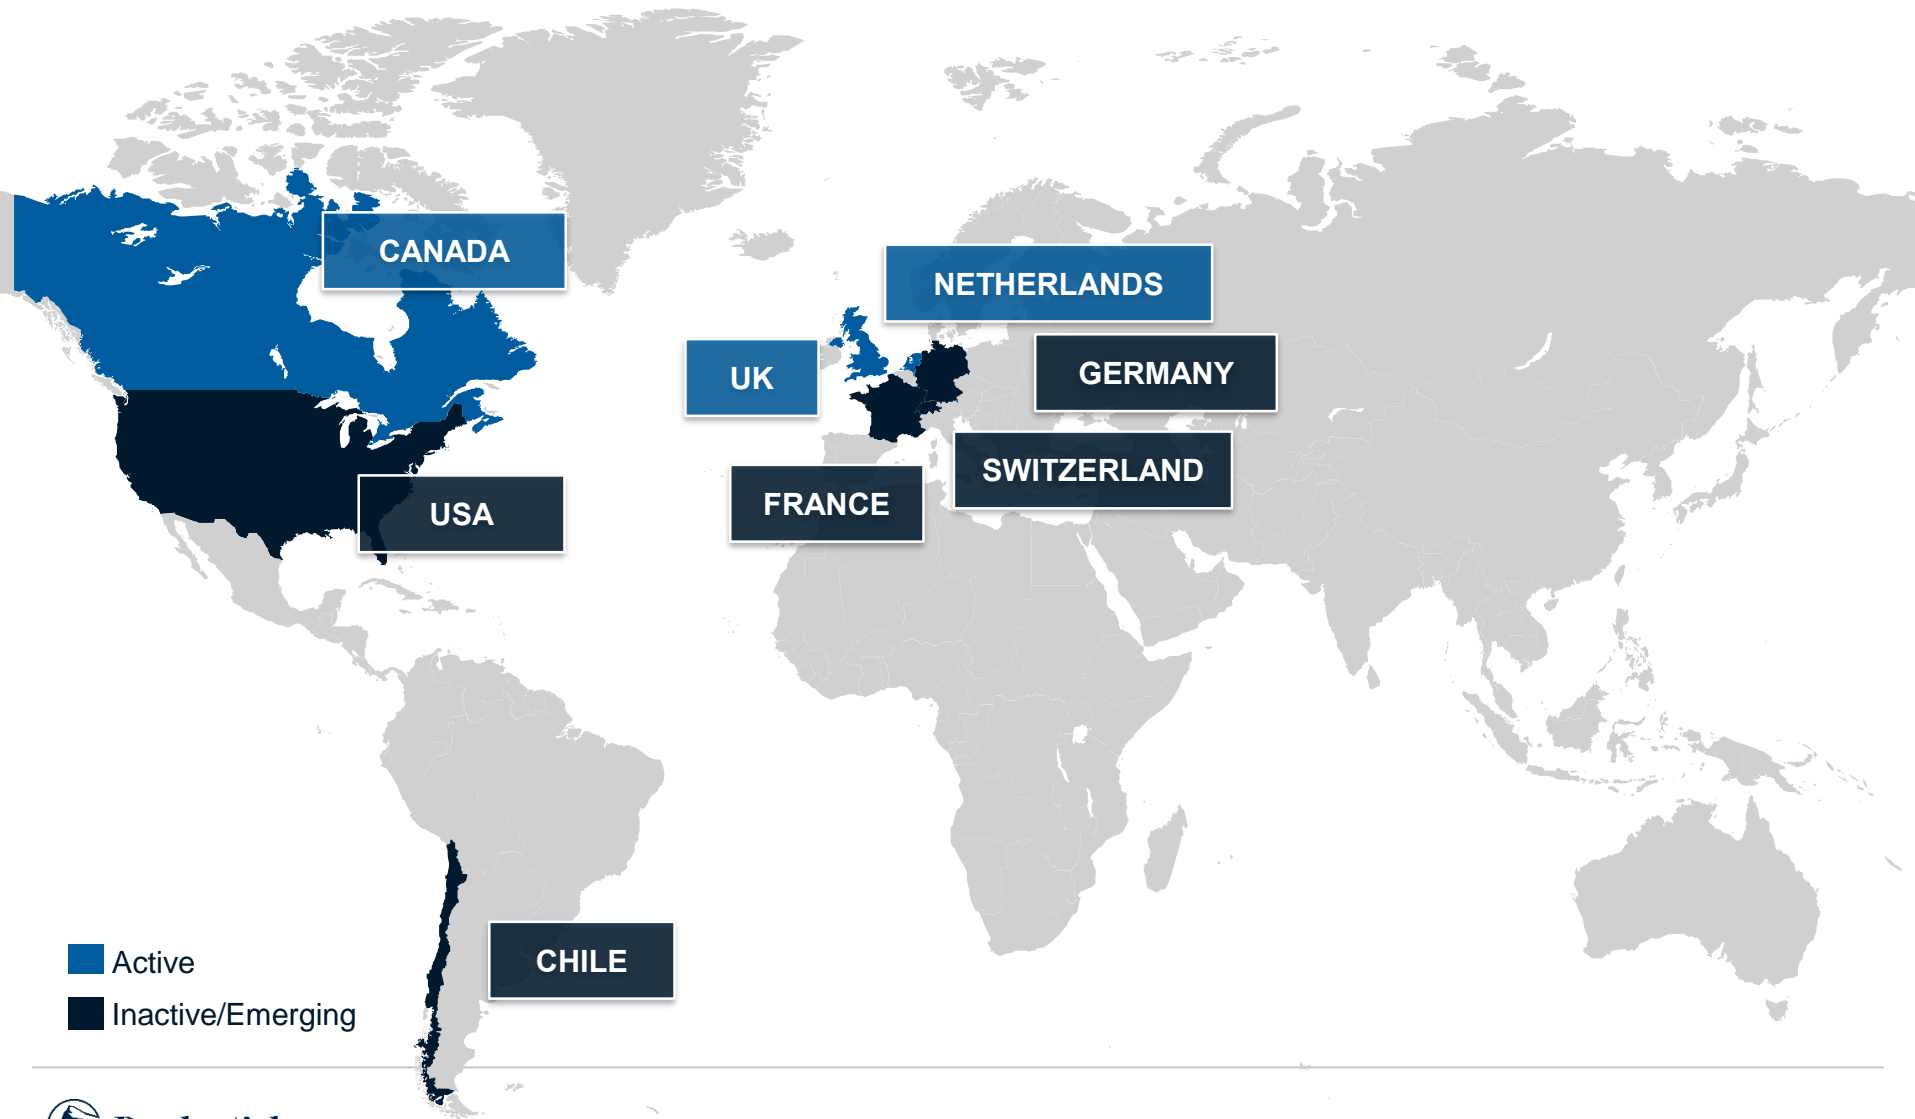 CANADA
NETHERLANDS
UK
GERMANY
SWITZERLAND
FRANCE
USA
CHILE
Active
Inactive/Emerging